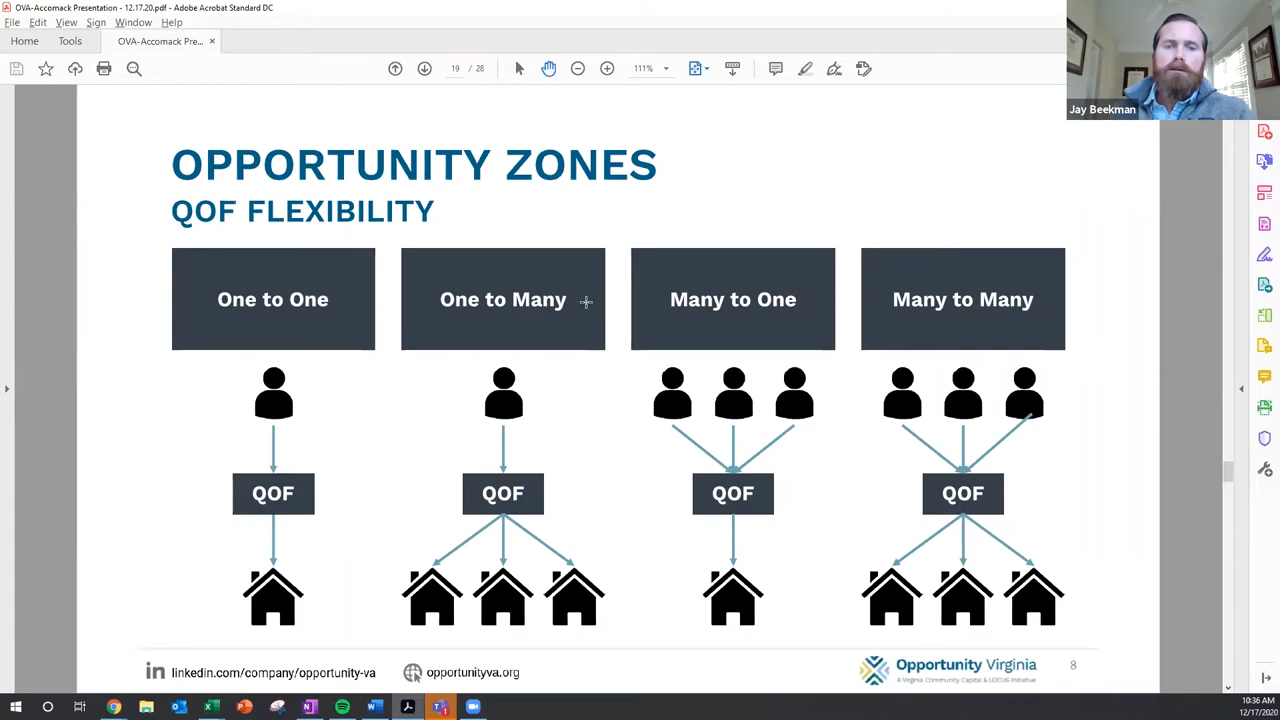 OVA-Accomack Presentation - 12.17.20.pdf - Adobe Acrobat Standard DC
File Edit View Sign Window Help
Home Tools OVA-Accomack Pre... ×
19 / 28 111%
Jay Beekman
OPPORTUNITY ZONES
QOF FLEXIBILITY
One to One One to Many Many to One Many to Many
QOF QOF QOF QOF
in linkedin.com/company/opportunity-va opportunityva.org
Opportunity Virginia 8
A Virginia Community Capital & LOCUS Initiative
10:36 AM
12/17/2020